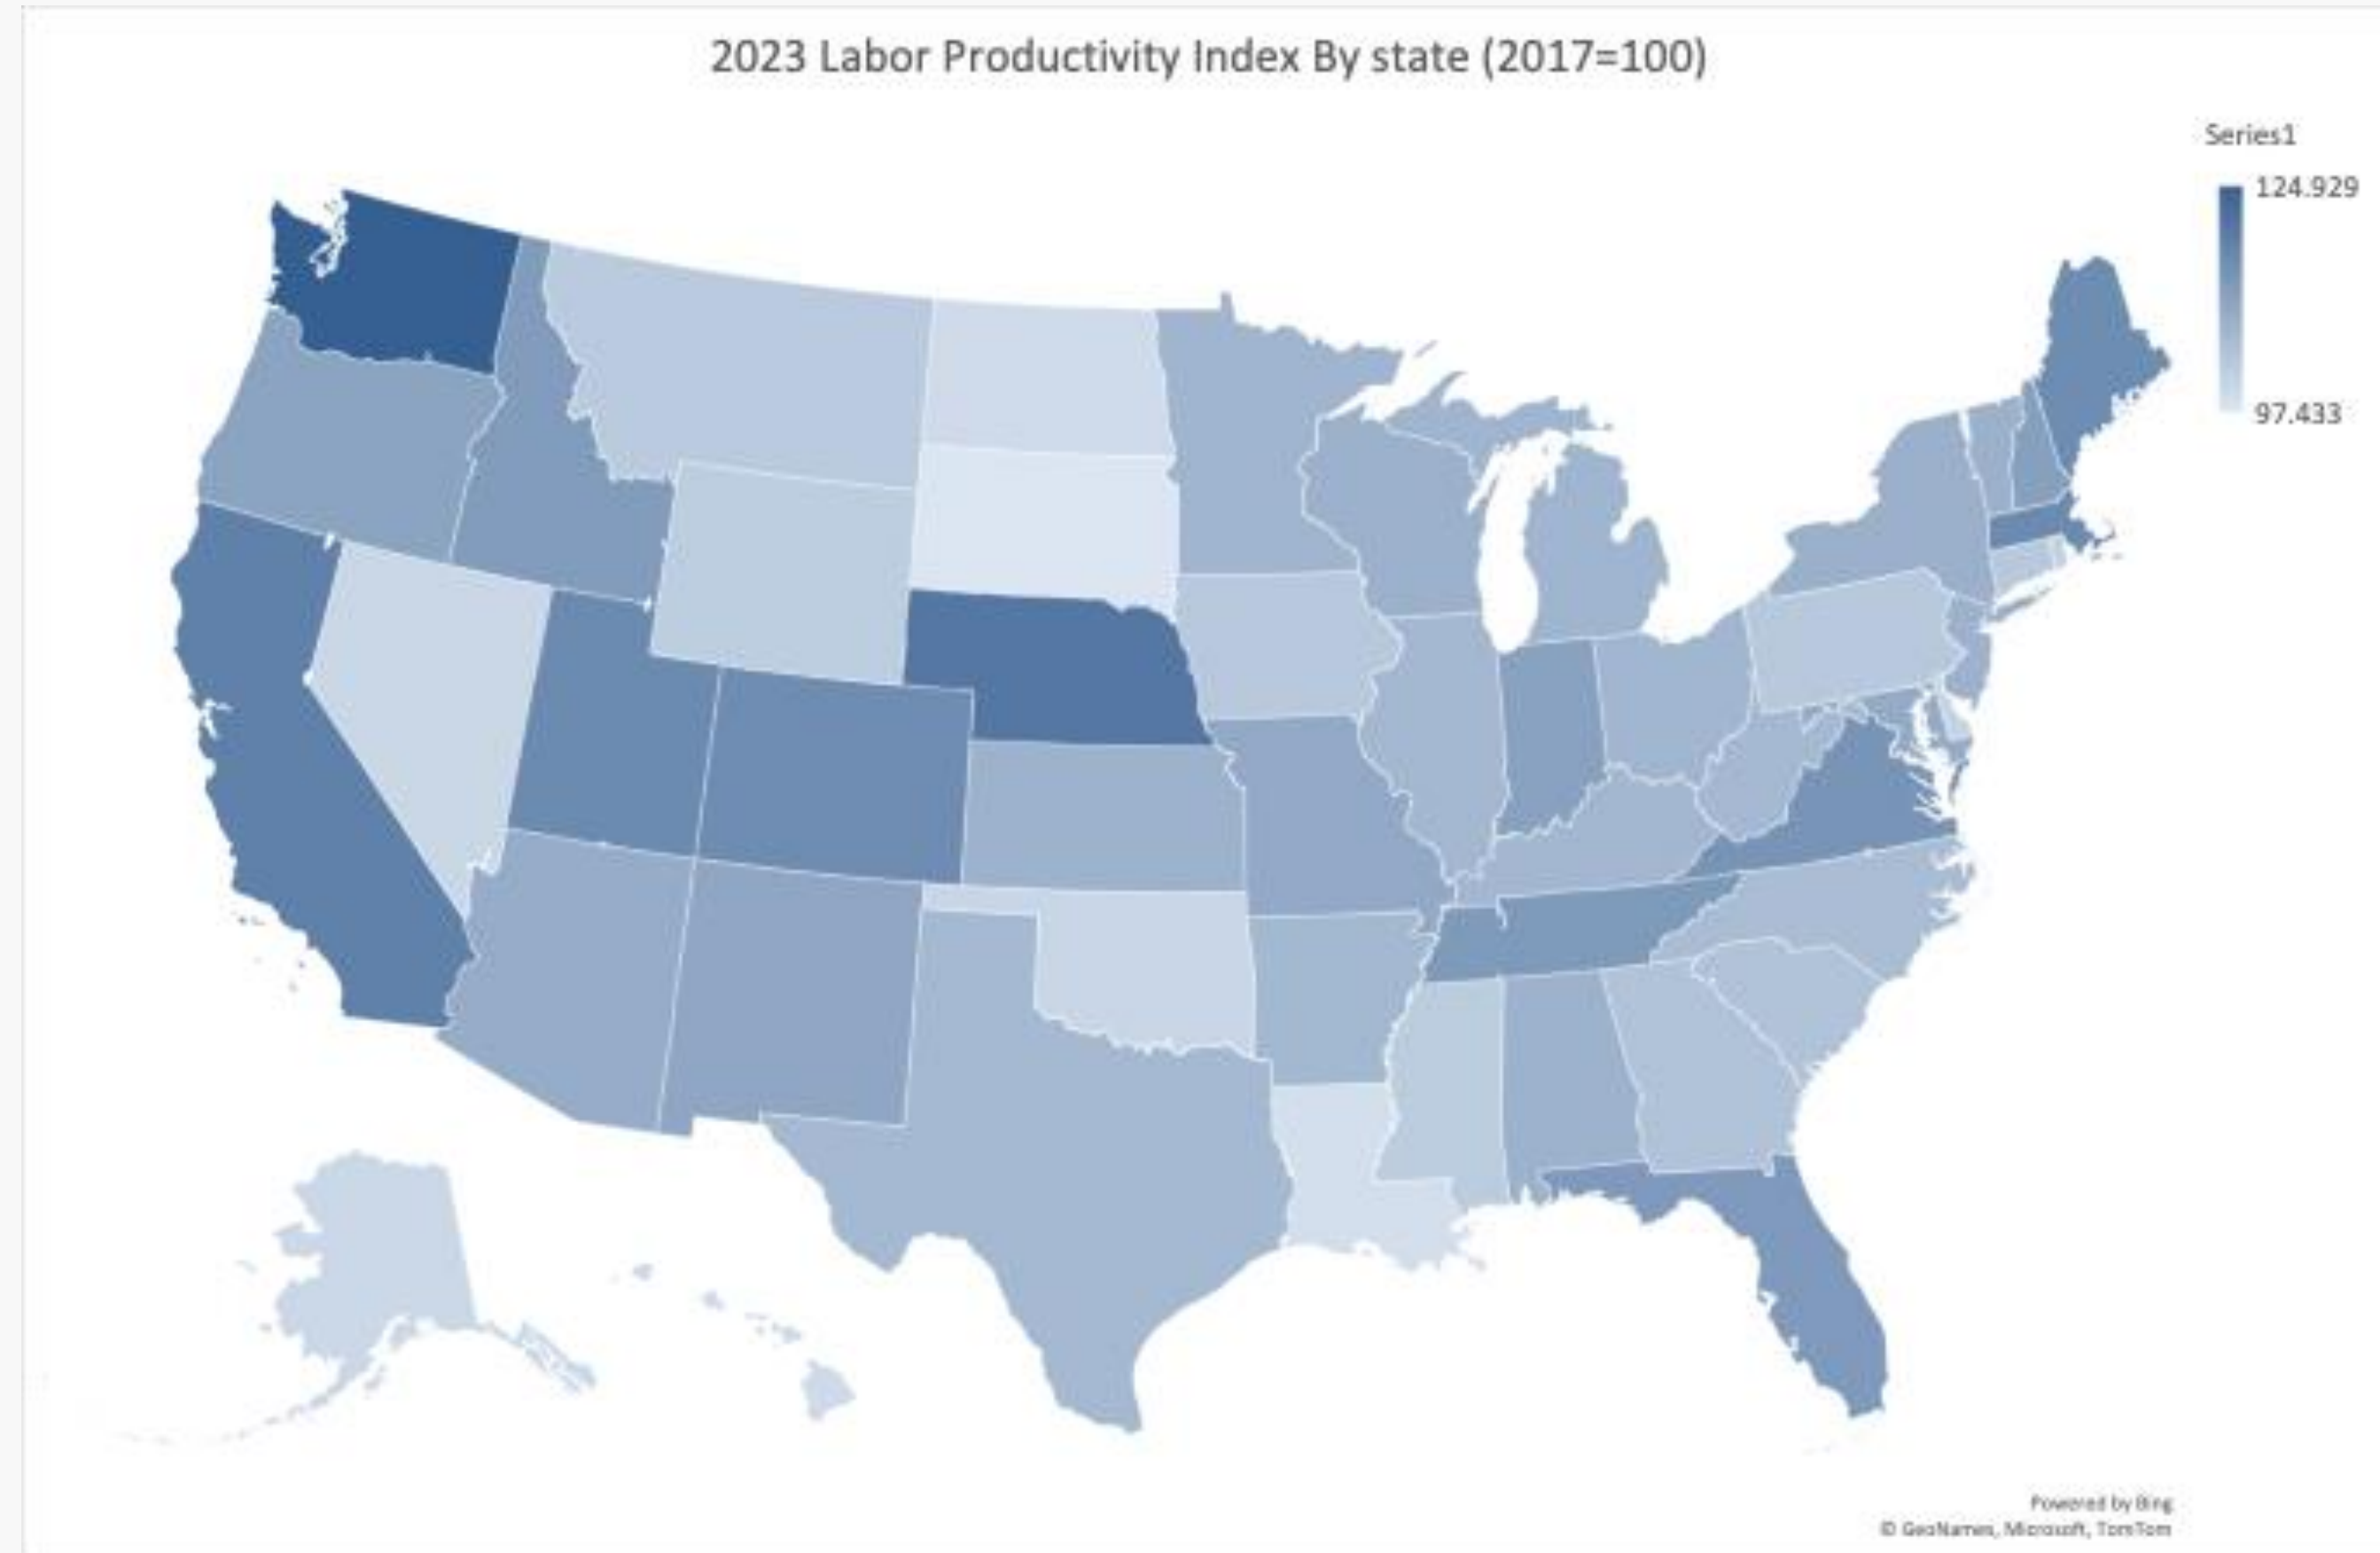 2023 Labor Productivity Index By state (2017=100)
Series1
124.929
97.433
Powered by Bing
© GeoNames, Microsoft, TomTom